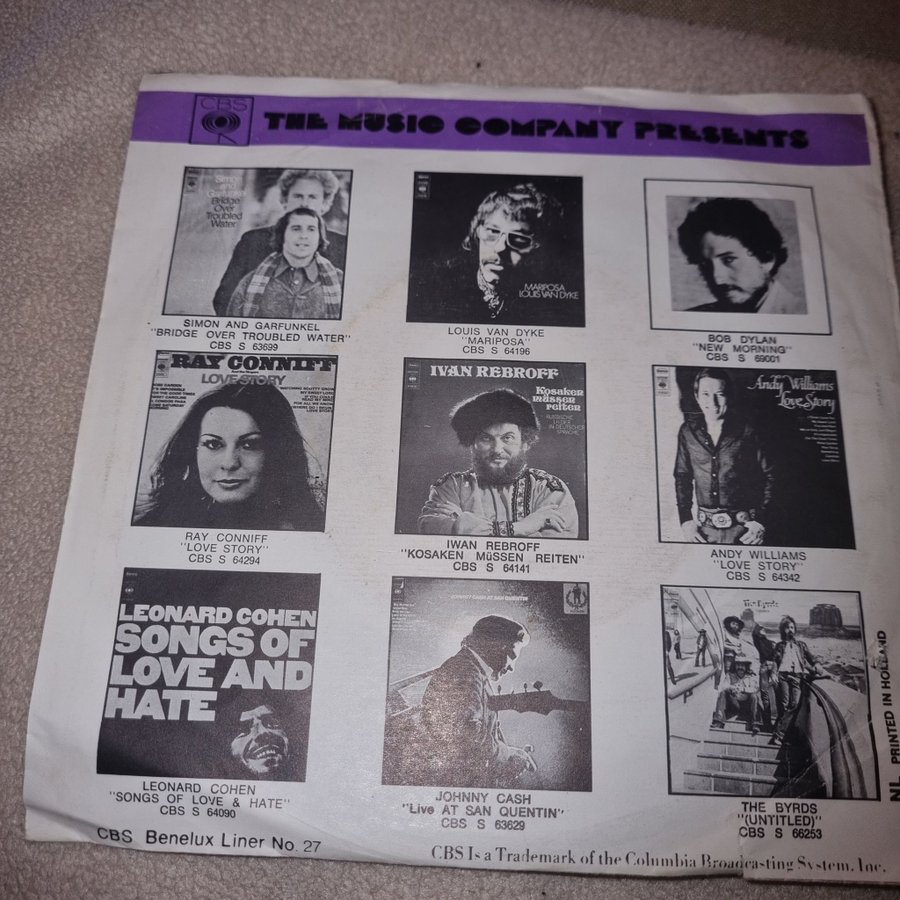 CBS
THE MUSIC COMPANY PRESENTS
Simon
and
Garfunkel
Bridge
Over
Troubled
Water
SIMON AND GARFUNKEL
"BRIDGE OVER TROUBLED WATER"
CBS S 63699
MARIPOSA
LOUIS VAN DYKE
LOUIS VAN DYKE
"MARIPOSA"
CBS S 64196
BOB DYLAN
"NEW MORNING"
CBS S 69001
RAY CONNIFF
LOVE STORY
RAY CONNIFF
"LOVE STORY"
CBS S 64294
IVAN REBROFF
Kosaken
müssen
reiten
RUSSISCHE
LIEDER
IN DEUTSCHER
SPRACHE
IWAN REBROFF
"KOSAKEN MüSSEN REITEN"
CBS S 64141
Andy Williams
Love Story
ANDY WILLIAMS
"LOVE STORY"
CBS S 64342
LEONARD COHEN
SONGS OF
LOVE AND
HATE
LEONARD COHEN
"SONGS OF LOVE & HATE"
CBS S 64090
JOHNNY CASH AT SAN QUENTIN
JOHNNY CASH
"Live AT SAN QUENTIN"
CBS S 63629
The Byrds
THE BYRDS
"(UNTITLED)"
CBS S 66253
NL PRINTED IN HOLLAND
CBS Benelux Liner No. 27
CBS Is a Trademark of the Columbia Broadcasting System, Inc.